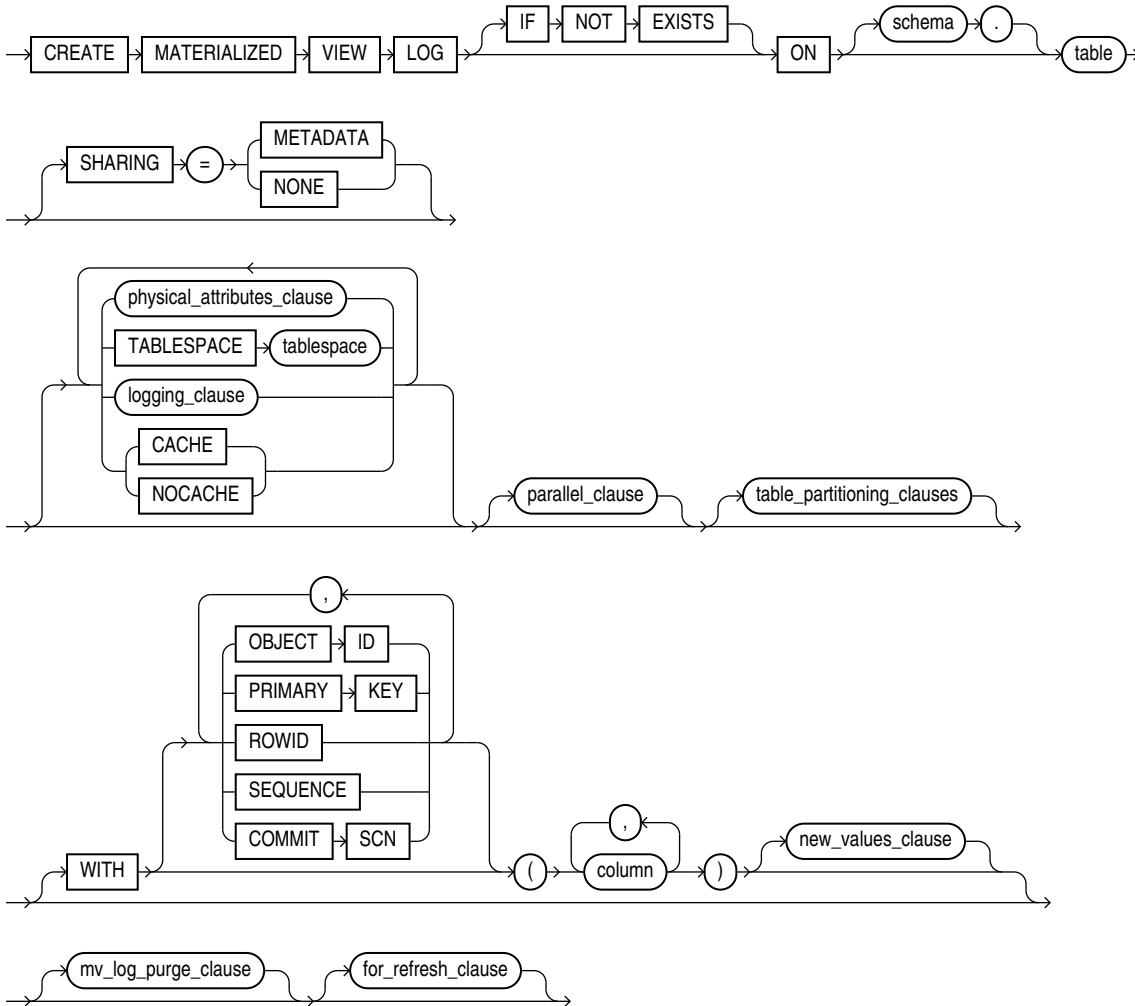 IF NOT EXISTS schema .
CREATE MATERIALIZED VIEW LOG ON table
METADATA
SHARING =
NONE
physical_attributes_clause
TABLESPACE tablespace
logging_clause
CACHE
NOCACHE
parallel_clause table_partitioning_clauses
,
OBJECT ID
PRIMARY KEY
ROWID
SEQUENCE
COMMIT SCN
,
new_values_clause
WITH ( column )
mv_log_purge_clause for_refresh_clause